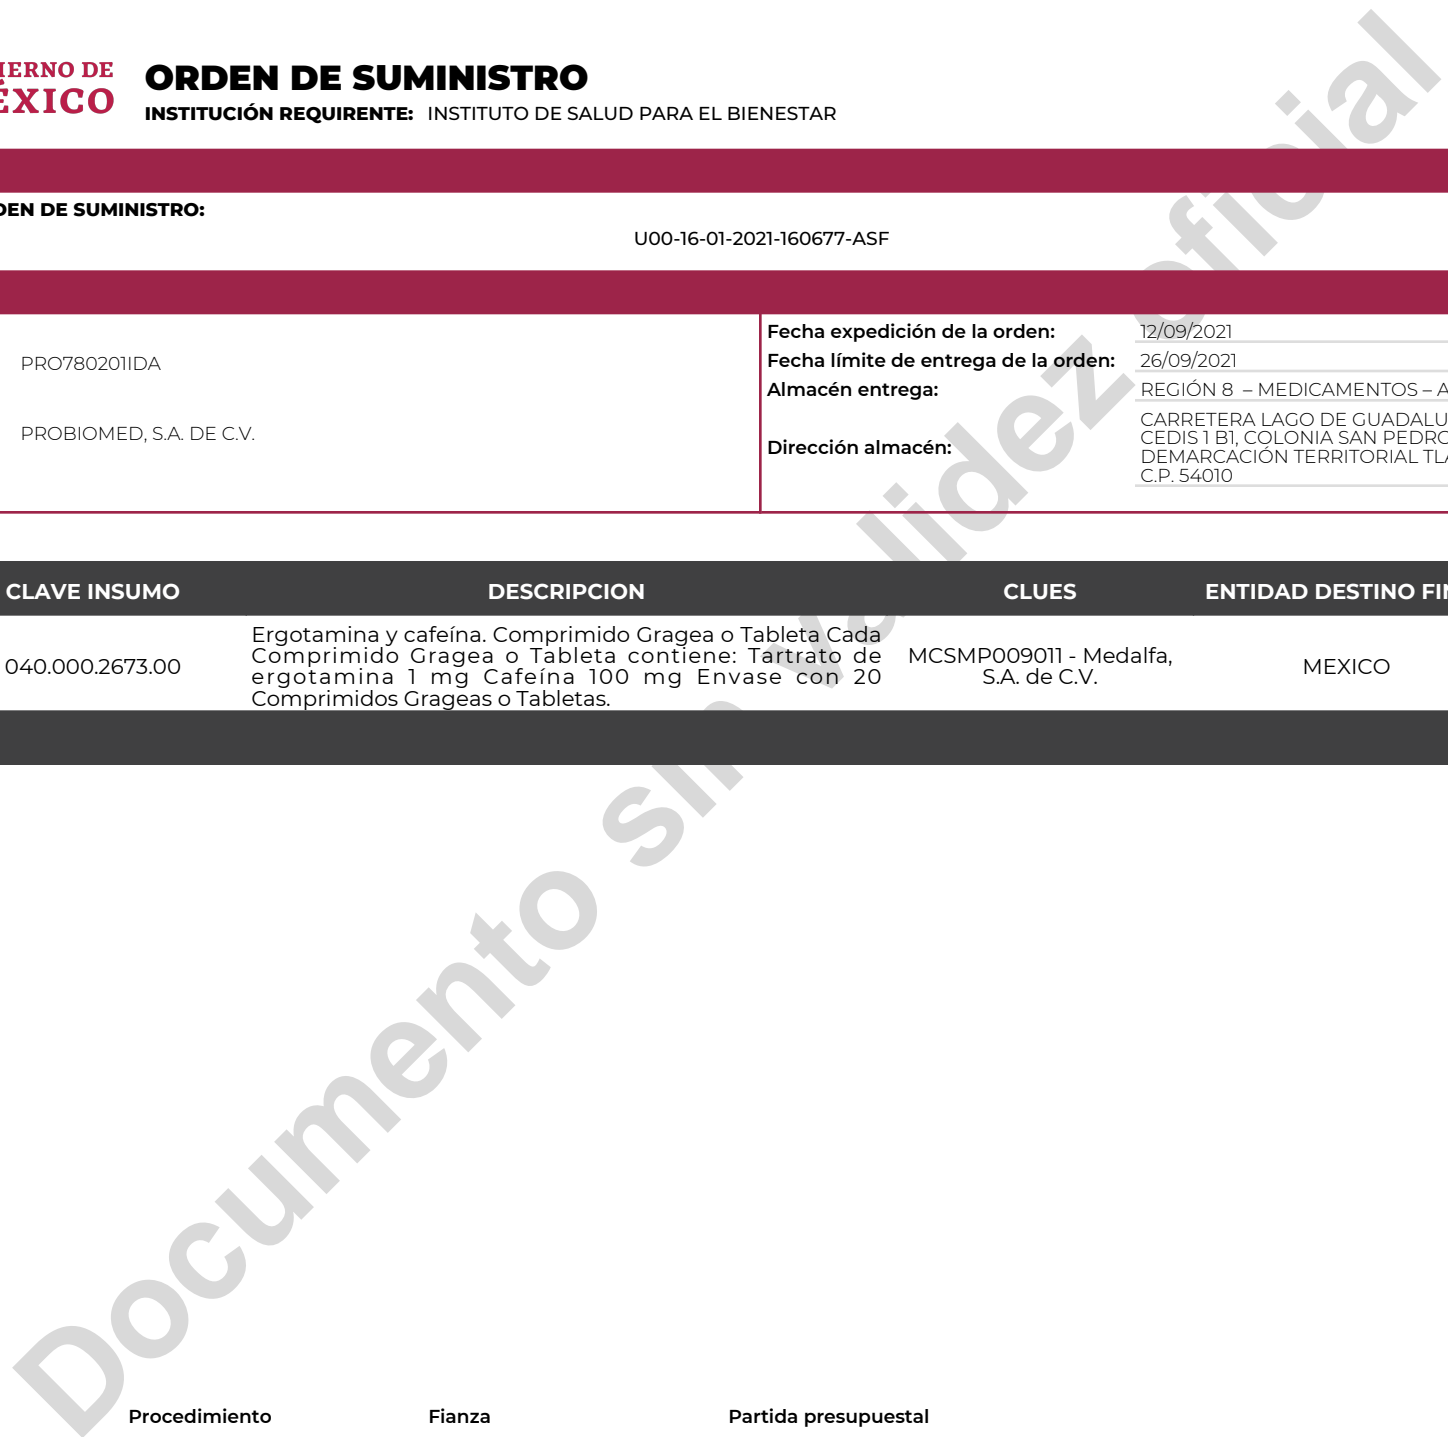 IERNO DE
ÉXICO
ORDEN DE SUMINISTRO
INSTITUCIÓN REQUIRENTE: INSTITUTO DE SALUD PARA EL BIENESTAR
DEN DE SUMINISTRO:
U00-16-01-2021-160677-ASF
PRO780201IDA
PROBIOMED, S.A. DE C.V.
Fecha expedición de la orden: 12/09/2021
Fecha límite de entrega de la orden: 26/09/2021
Almacén entrega: REGIÓN 8 – MEDICAMENTOS – A
Dirección almacén:
CARRETERA LAGO DE GUADALU
CEDIS 1 B1, COLONIA SAN PEDRO
DEMARCACIÓN TERRITORIAL TLA
C.P. 54010
CLAVE INSUMO DESCRIPCION CLUES ENTIDAD DESTINO FIN
040.000.2673.00
Ergotamina y cafeína. Comprimido Gragea o Tableta Cada
Comprimido Gragea o Tableta contiene: Tartrato de
ergotamina 1 mg Cafeína 100 mg Envase con 20
Comprimidos Grageas o Tabletas.
MCSMP009011 - Medalfa,
S.A. de C.V.
MEXICO
Documento sin validez oficial
Procedimiento Fianza Partida presupuestal